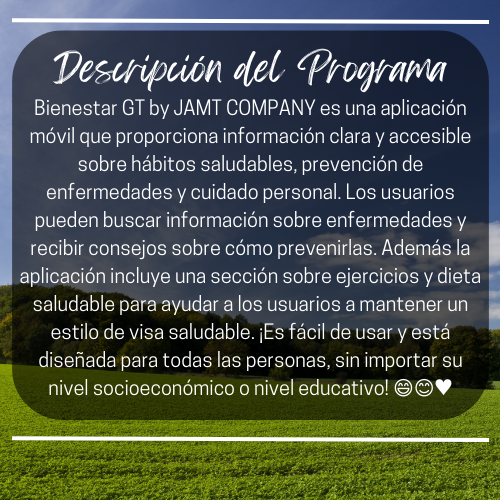 Descripción del Programa
Bienestar GT by JAMT COMPANY es una aplicación
móvil que proporciona información clara y accesible
sobre hábitos saludables, prevención de
enfermedades y cuidado personal. Los usuarios
pueden buscar información sobre enfermedades y
recibir consejos sobre cómo prevenirlas. Además la
aplicación incluye una sección sobre ejercicios y dieta
saludable para ayudar a los usuarios a mantener un
estilo de visa saludable. ¡Es fácil de usar y está
diseñada para todas las personas, sin importar su
nivel socioeconómico o nivel educativo! 😄😊♥